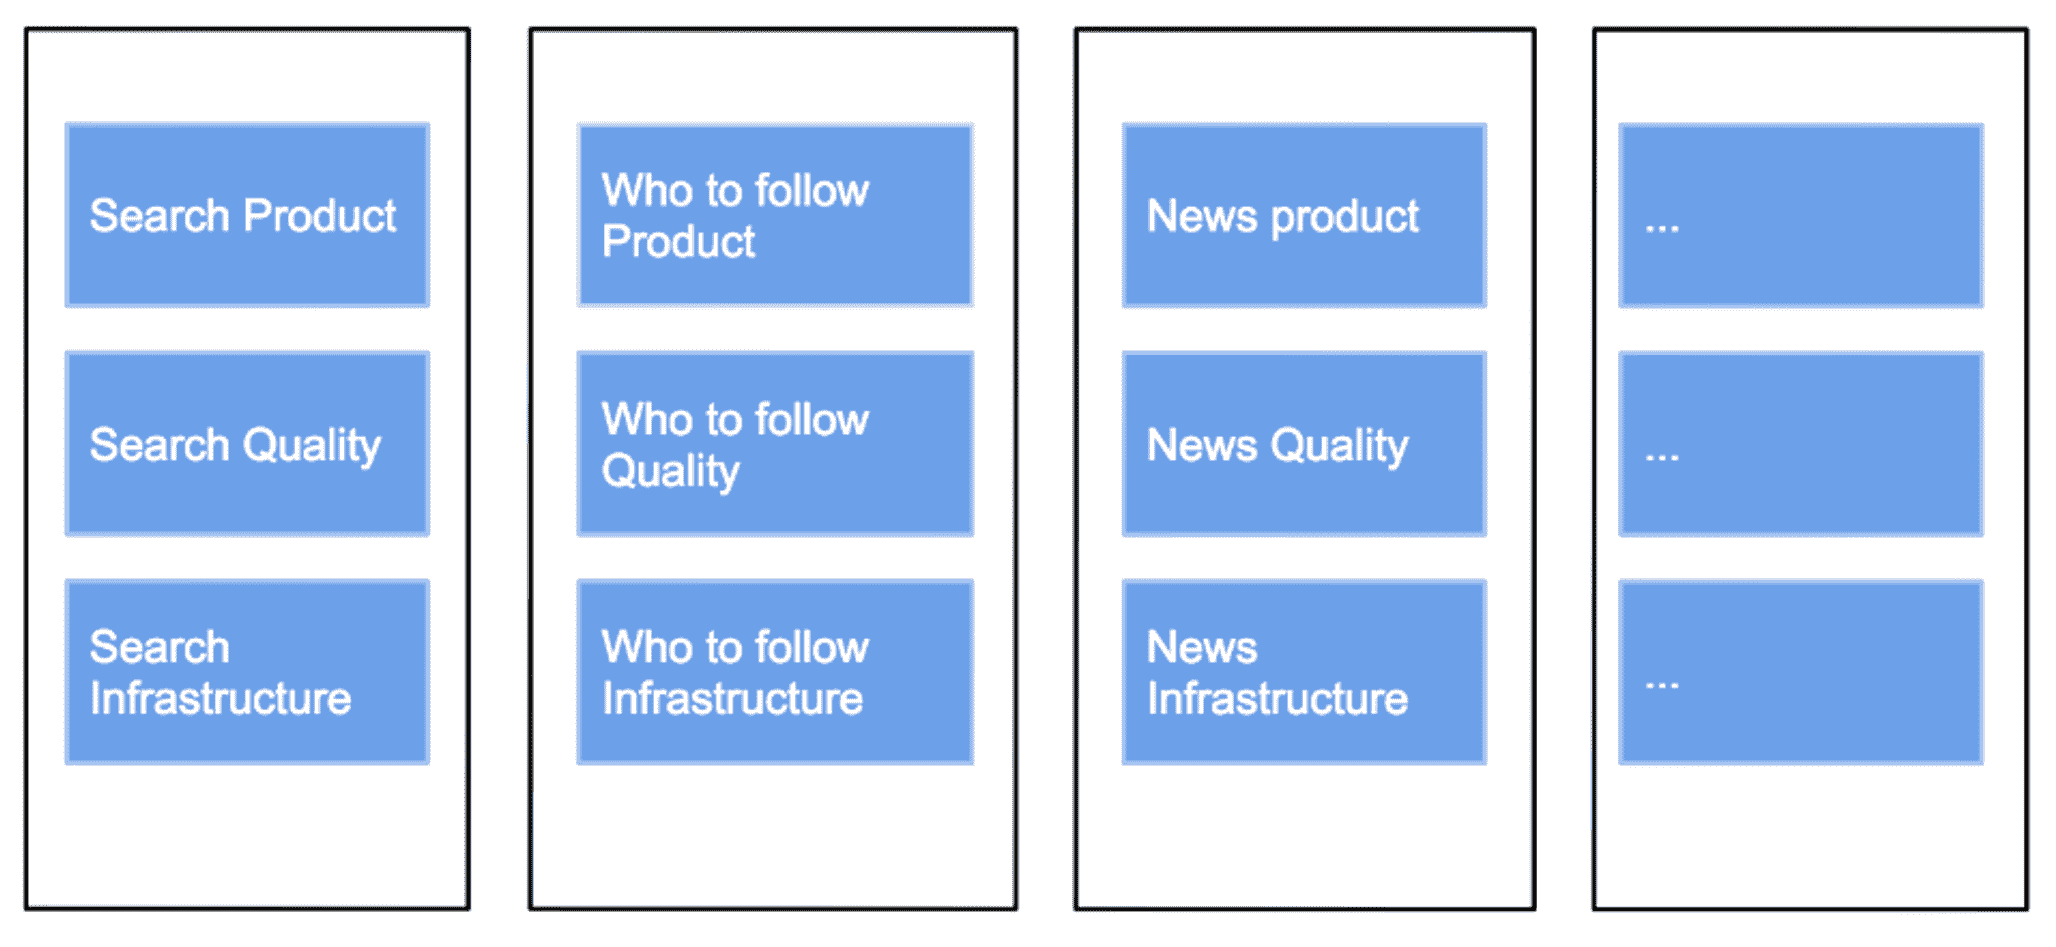 Search Product
Search Quality
Search
Infrastructure
Who to follow
Product
Who to follow
Quality
Who to follow
Infrastructure
News product
News Quality
News
Infrastructure
...
...
...